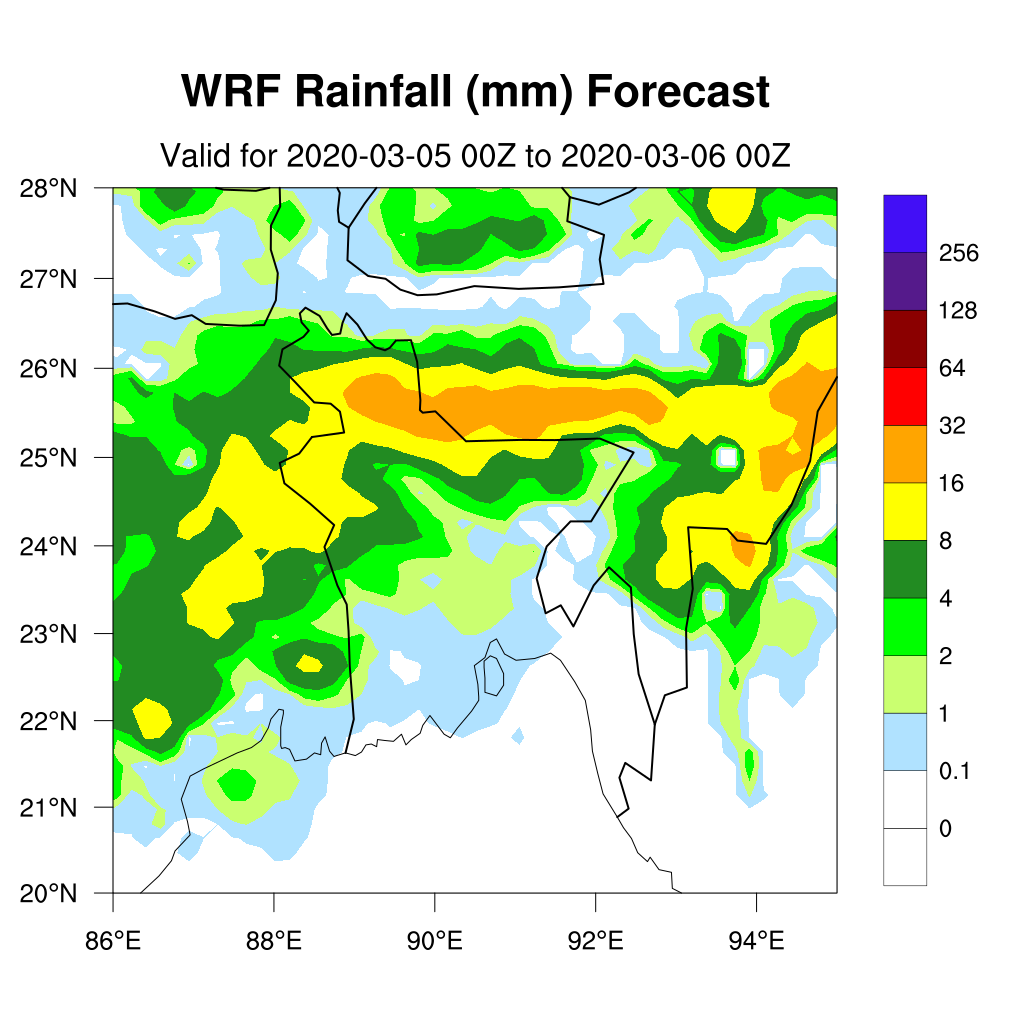 WRF Rainfall (mm) Forecast
Valid for 2020-03-05 00Z to 2020-03-06 00Z
28°N
27°N
26°N
25°N
24°N
23°N
22°N
21°N
20°N
86°E 88°E 90°E 92°E 94°E
256
128
64
32
16
8
4
2
1
0.1
0